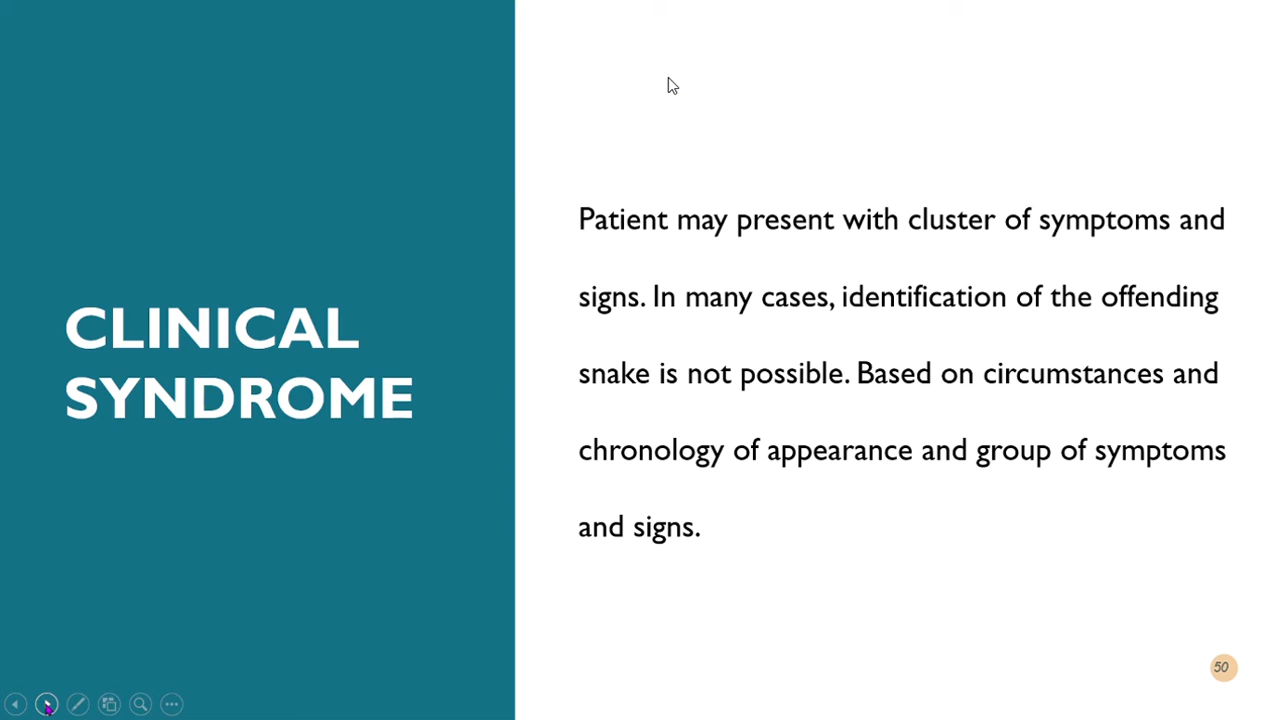 CLINICAL
SYNDROME
Patient may present with cluster of symptoms and
signs. In many cases, identification of the offending
snake is not possible. Based on circumstances and
chronology of appearance and group of symptoms
and signs.
50